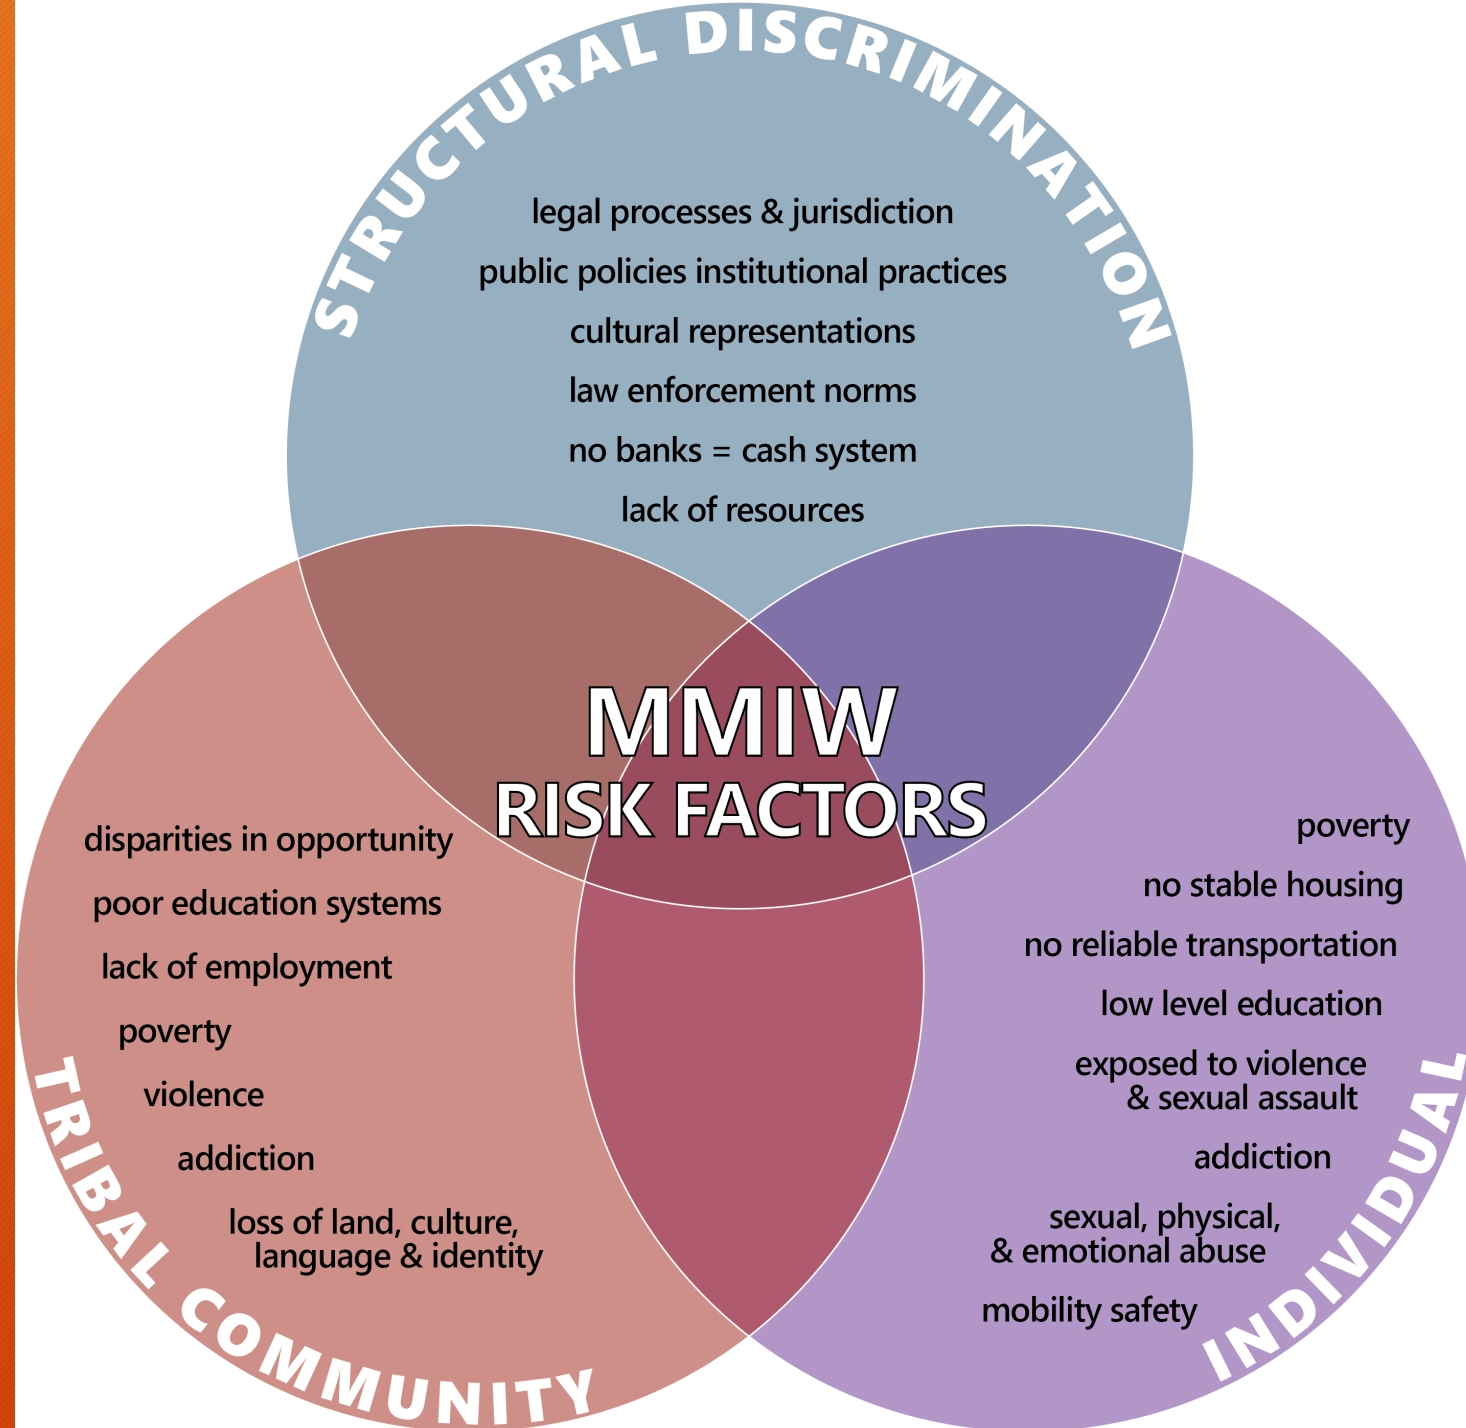 STRUCTURAL DISCRIMINATION
legal processes & jurisdiction
public policies institutional practices
cultural representations
law enforcement norms
no banks = cash system
lack of resources
MMIW
RISK FACTORS
disparities in opportunity
poor education systems
lack of employment
poverty
violence
addiction
loss of land, culture,
language & identity
TRIBAL COMMUNITY
poverty
no stable housing
no reliable transportation
low level education
exposed to violence
& sexual assault
addiction
sexual, physical,
& emotional abuse
mobility safety
INDIVIDUAL